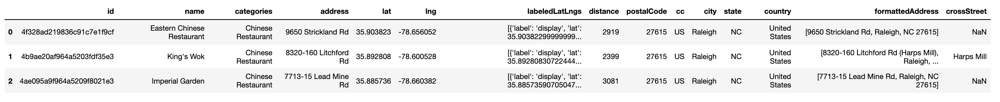 id name categories address lat lng labeledLatLngs distance postalCode cc city state country formattedAddress crossStreet
0 4f328ad219836c91c7e1f9cf Eastern Chinese Restaurant Chinese Restaurant 9650 Strickland Rd 35.903823 -78.656052 [{'label': 'display', 'lat': 35.90382299999999... 2919 27615 US Raleigh NC United States [9650 Strickland Rd, Raleigh, NC 27615] NaN
1 4b9ae20af964a5203fdf35e3 King's Wok Chinese Restaurant 8320-160 Litchford Rd 35.892808 -78.600528 [{'label': 'display', 'lat': 35.89280830722444... 2399 27615 US Raleigh NC United States [8320-160 Litchford Rd (Harps Mill), Raleigh, ... Harps Mill
2 4ae095a9f964a5209f8021e3 Imperial Garden Chinese Restaurant 7713-15 Lead Mine Rd 35.885736 -78.660382 [{'label': 'display', 'lat': 35.88573590705047... 3081 27615 US Raleigh NC United States [7713-15 Lead Mine Rd, Raleigh, NC 27615] NaN